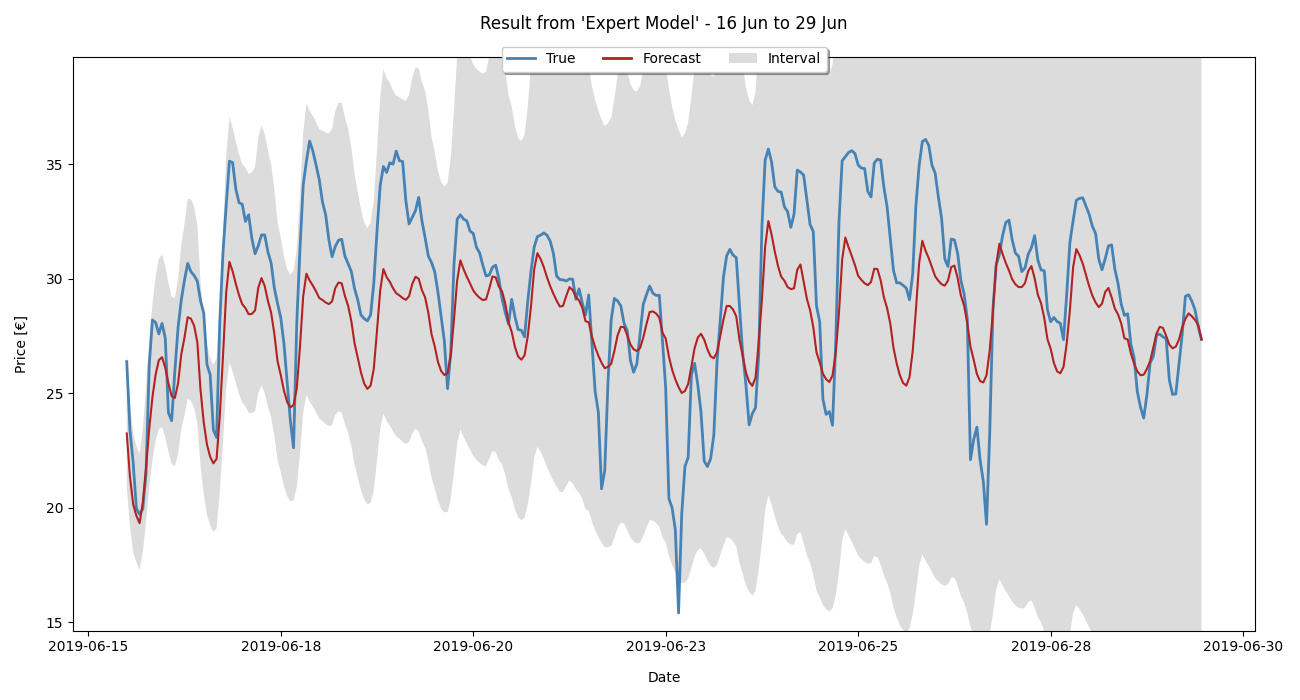 Result from 'Expert Model' - 16 Jun to 29 Jun
True Forecast Interval
Price [€]
35
30
25
20
15
2019-06-15 2019-06-18 2019-06-20 2019-06-23 2019-06-25 2019-06-28 2019-06-30
Date